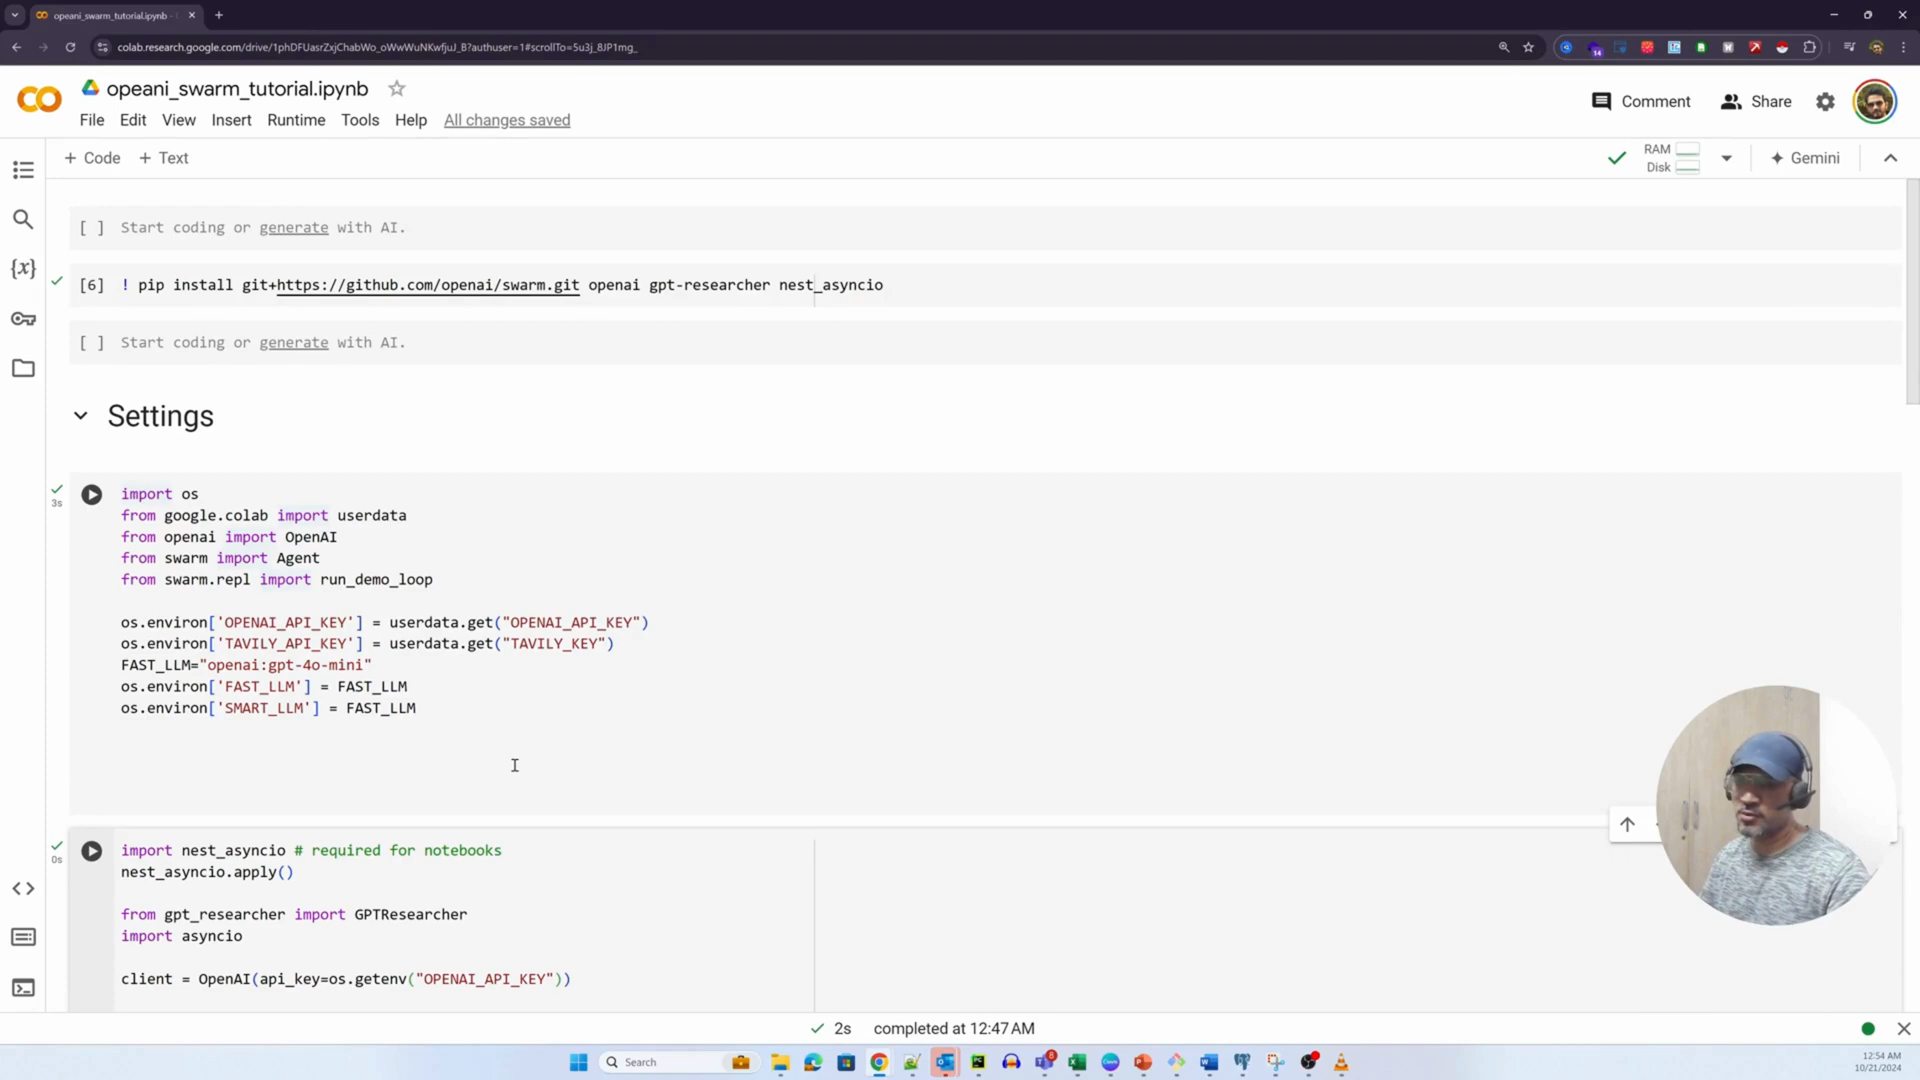 opeani_swarm_tutorial.ipynb -
colab.research.google.com/drive/1phDFUasrZxjChabWo_oWwWuNKwfjuJ_B?authuser=1#scrollTo=5u3j_8JP1mg_
14
CO
opeani_swarm_tutorial.ipynb
Comment
Share
File Edit View Insert Runtime Tools Help All changes saved
+ Code + Text
RAM
Disk
Gemini
[ ] Start coding or generate with AI.
[6] ! pip install git+https://github.com/openai/swarm.git openai gpt-researcher nest_asyncio
[ ] Start coding or generate with AI.
Settings
3s
import os
from google.colab import userdata
from openai import OpenAI
from swarm import Agent
from swarm.repl import run_demo_loop
os.environ['OPENAI_API_KEY'] = userdata.get("OPENAI_API_KEY")
os.environ['TAVILY_API_KEY'] = userdata.get("TAVILY_KEY")
FAST_LLM="openai:gpt-4o-mini"
os.environ['FAST_LLM'] = FAST_LLM
os.environ['SMART_LLM'] = FAST_LLM
0s
import nest_asyncio # required for notebooks
nest_asyncio.apply()
from gpt_researcher import GPTResearcher
import asyncio
client = OpenAI(api_key=os.getenv("OPENAI_API_KEY"))
2s completed at 12:47 AM
Search
8
12:54 AM
10/21/2024